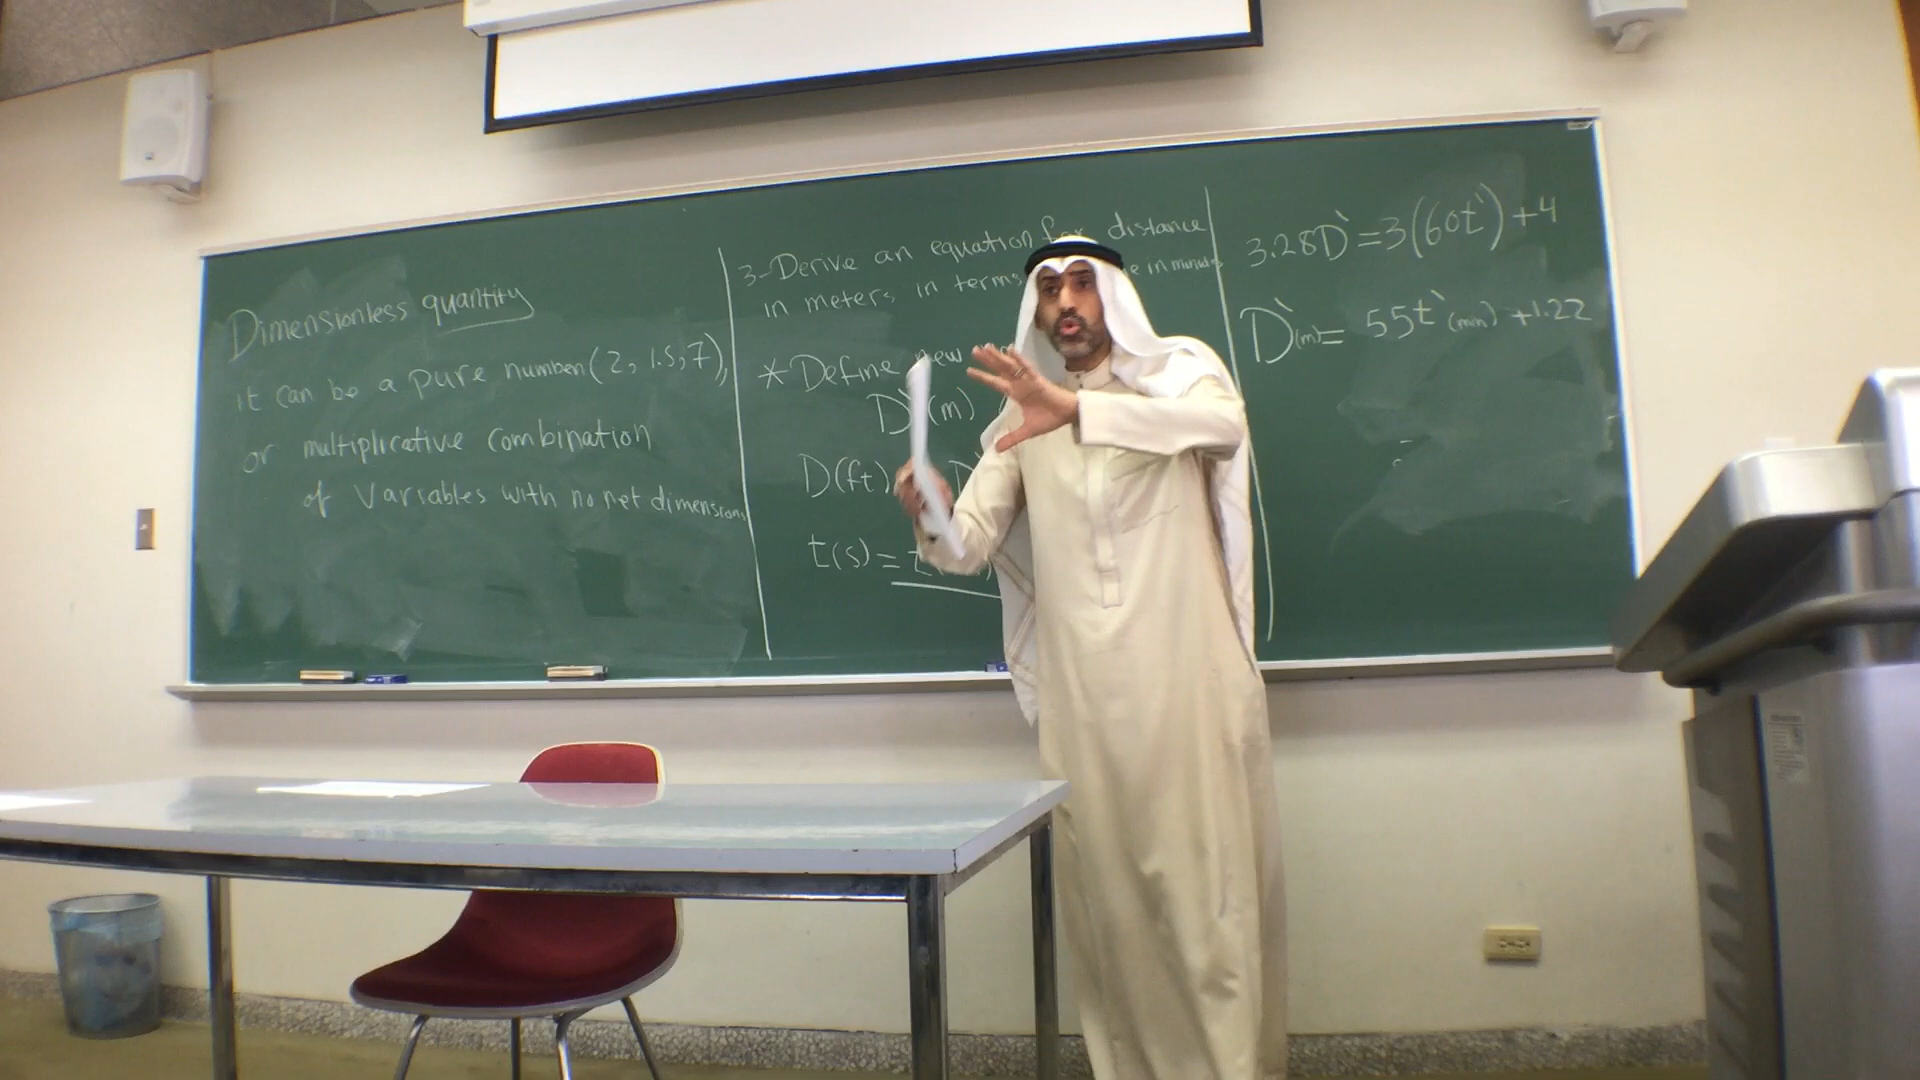 Dimensionless quantity
it can be a pure number (2, 1.5, 7),
or multiplicative combination
of Variables with no net dimensions
3-Derive an equation for distance
in meters in terms in minutes
* Define new
D`(m)
D(ft) D`
t(s) =
3.28D` = 3(60t`) + 4
D`(m) = 55t`(min) + 1.22